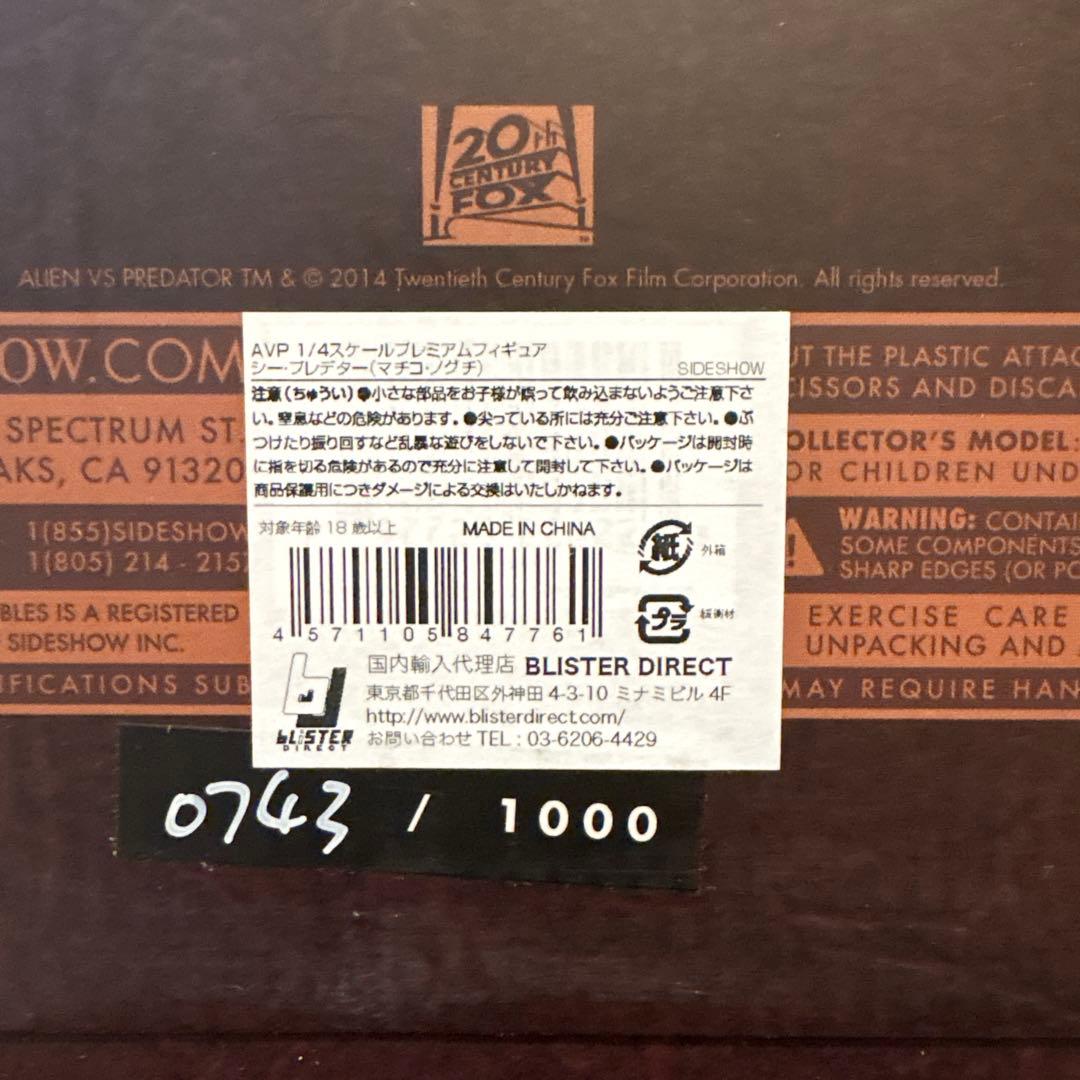 20th
CENTURY
FOX
ALIEN VS PREDATOR TM & © 2014 Twentieth Century Fox Film Corporation. All rights reserved.
OW.COM
SPECTRUM ST.
AKS, CA 91320
1(855)SIDESHOW
1(805) 214 - 2157
BLES IS A REGISTERED
SIDESHOW INC.
IFICATIONS SUB
AVP 1/4スケールプレミアムフィギュア
シー・プレデター(マチコ・ノグチ)
SIDESHOW
注意(ちゅうい)●小さな部品をお子様が誤って飲み込まないようご注意下さ
い。窒息などの危険があります。●尖っている所には充分ご注意下さい。●ぶ
つけたり振り回すなど乱暴な遊びをしないで下さい。●パッケージは開封時
に指を切る危険があるので充分に注意して開封して下さい。●パッケージは
商品保護用につきダメージによる交換はいたしかねます。
対象年齢 18 歳以上
MADE IN CHINA
紙 外箱
プラ 緩衝材
4 571105 847761
BLISTER
DIRECT
国内輸入代理店 BLISTER DIRECT
東京都千代田区外神田 4-3-10 ミナミビル 4F
http://www.blisterdirect.com/
お問い合わせ TEL : 03-6206-4429
UT THE PLASTIC ATTAC
CISSORS AND DISCA
OLLECTOR'S MODEL:
OR CHILDREN UND
WARNING: CONTAI
SOME COMPONENTS
SHARP EDGES (OR PO
EXERCISE CARE
UNPACKING AND
MAY REQUIRE HAN
0743 / 1000